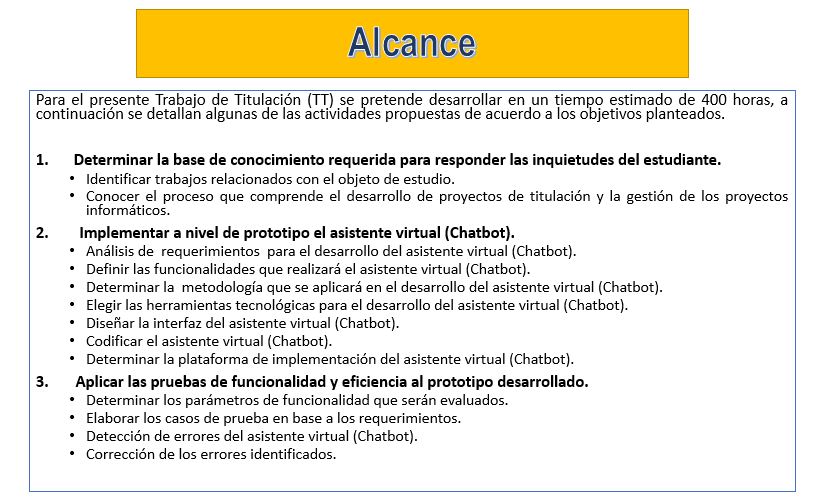 Alcance
Para el presente Trabajo de Titulación (TT) se pretende desarrollar en un tiempo estimado de 400 horas, a
continuación se detallan algunas de las actividades propuestas de acuerdo a los objetivos planteados.
1. Determinar la base de conocimiento requerida para responder las inquietudes del estudiante.
• Identificar trabajos relacionados con el objeto de estudio.
• Conocer el proceso que comprende el desarrollo de proyectos de titulación y la gestión de los proyectos
informáticos.
2. Implementar a nivel de prototipo el asistente virtual (Chatbot).
• Análisis de requerimientos para el desarrollo del asistente virtual (Chatbot).
• Definir las funcionalidades que realizará el asistente virtual (Chatbot).
• Determinar la metodología que se aplicará en el desarrollo del asistente virtual (Chatbot).
• Elegir las herramientas tecnológicas para el desarrollo del asistente virtual (Chatbot).
• Diseñar la interfaz del asistente virtual (Chatbot).
• Codificar el asistente virtual (Chatbot).
• Determinar la plataforma de implementación del asistente virtual (Chatbot).
3. Aplicar las pruebas de funcionalidad y eficiencia al prototipo desarrollado.
• Determinar los parámetros de funcionalidad que serán evaluados.
• Elaborar los casos de prueba en base a los requerimientos.
• Detección de errores del asistente virtual (Chatbot).
• Corrección de los errores identificados.